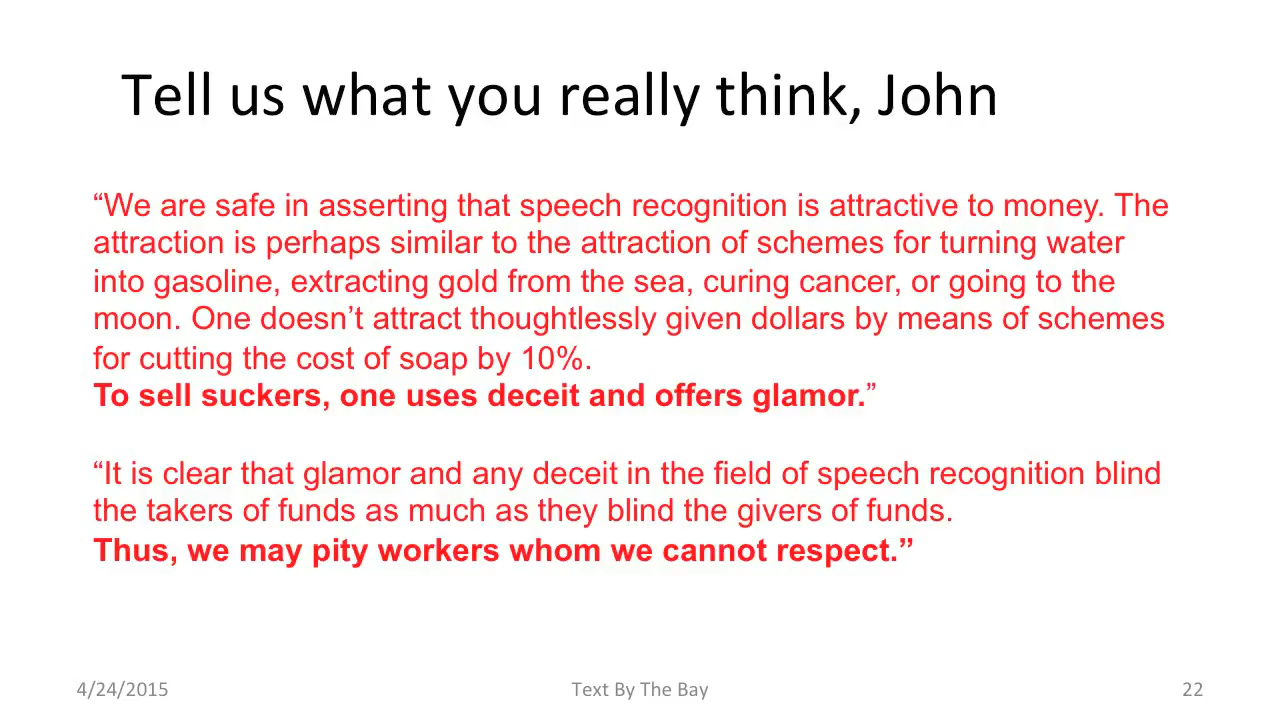 Tell us what you really think, John
“We are safe in asserting that speech recognition is attractive to money. The
attraction is perhaps similar to the attraction of schemes for turning water
into gasoline, extracting gold from the sea, curing cancer, or going to the
moon. One doesn’t attract thoughtlessly given dollars by means of schemes
for cutting the cost of soap by 10%.
To sell suckers, one uses deceit and offers glamor.”
“It is clear that glamor and any deceit in the field of speech recognition blind
the takers of funds as much as they blind the givers of funds.
Thus, we may pity workers whom we cannot respect.”
4/24/2015
Text By The Bay
22